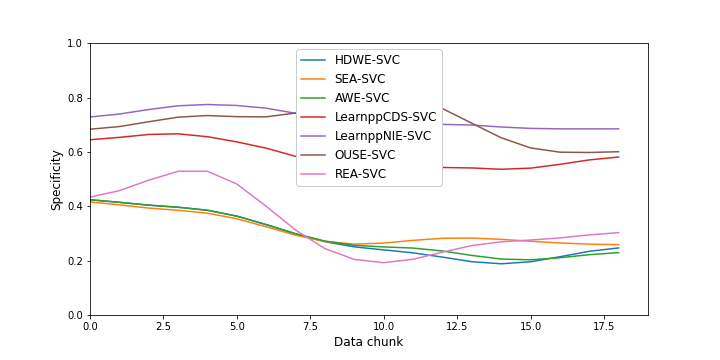 1.0
0.8
0.6
0.4
0.2
0.0
Specificity
HDWE-SVC
SEA-SVC
AWE-SVC
LearnppCDS-SVC
LearnppNIE-SVC
OUSE-SVC
REA-SVC
0.0 2.5 5.0 7.5 10.0 12.5 15.0 17.5
Data chunk